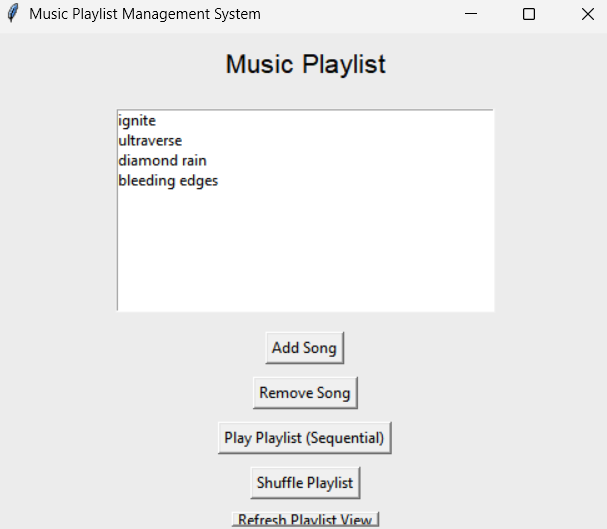 Music Playlist Management System
Music Playlist
ignite
ultraverse
diamond rain
bleeding edges
Add Song
Remove Song
Play Playlist (Sequential)
Shuffle Playlist
Refresh Playlist View